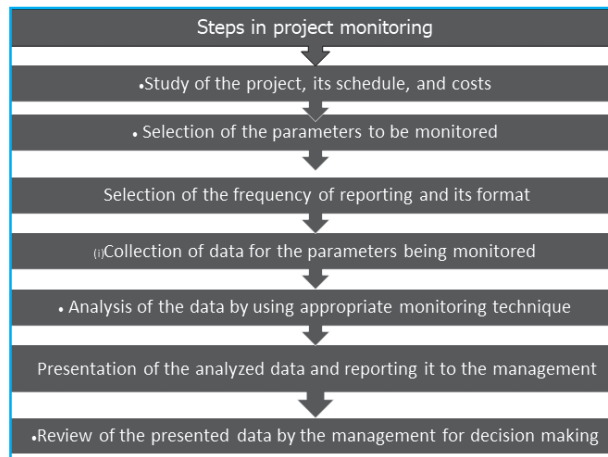 Steps in project monitoring
•Study of the project, its schedule, and costs
• Selection of the parameters to be monitored
Selection of the frequency of reporting and its format
(i)Collection of data for the parameters being monitored
• Analysis of the data by using appropriate monitoring technique
Presentation of the analyzed data and reporting it to the management
•Review of the presented data by the management for decision making